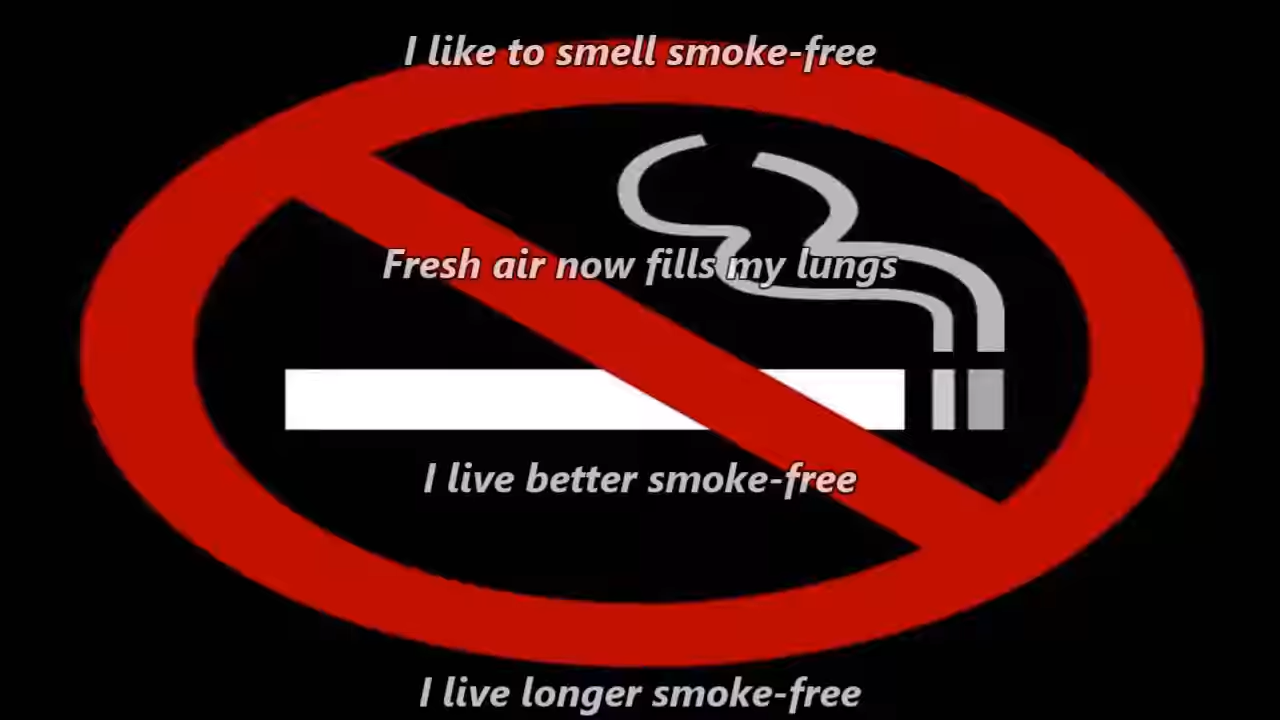 I like to smell smoke-free
Fresh air now fills my lungs
I live better smoke-free
I live longer smoke-free